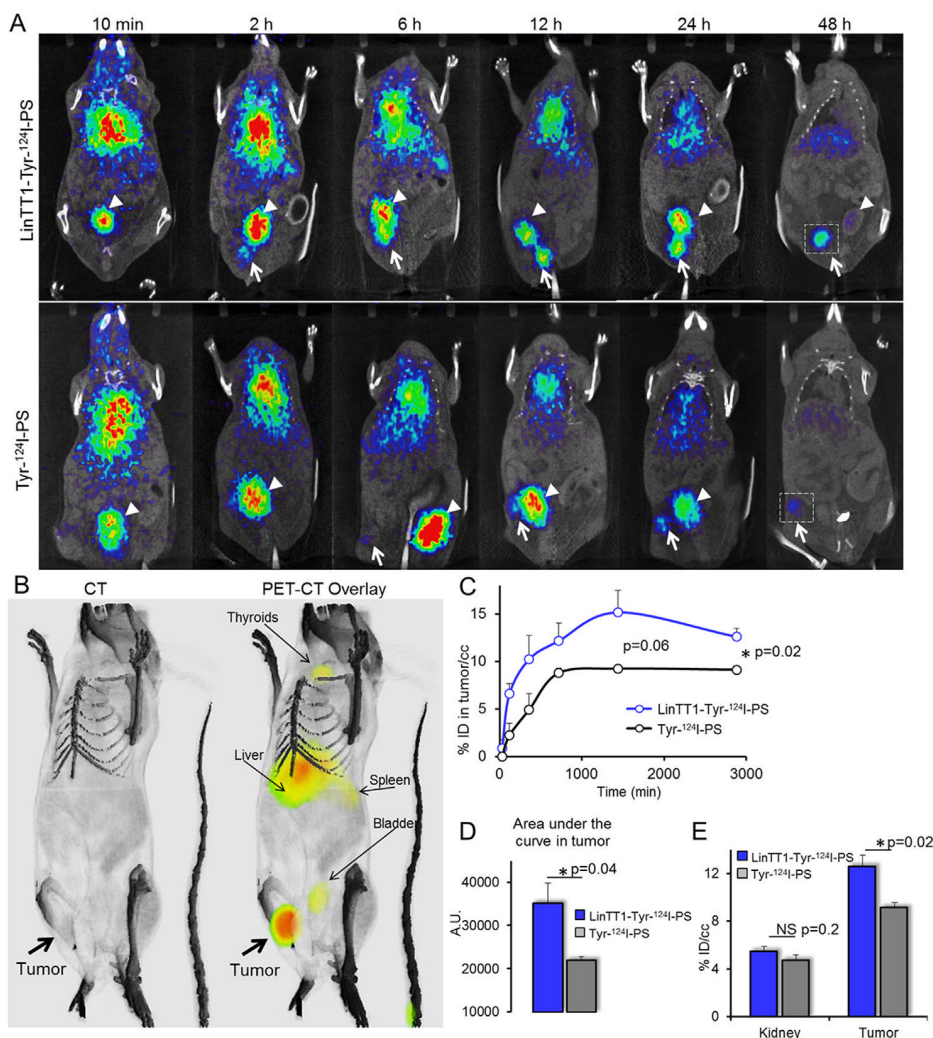 A
10 min 2 h 6 h 12 h 24 h 48 h
LinTT1-Tyr-¹²⁴I-PS
Tyr-¹²⁴I-PS
B
CT PET-CT Overlay
Thyroids
Liver
Spleen
Bladder
Tumor Tumor
C
% ID in tumor/cc
15
10
5
0
p=0.06
* p=0.02
LinTT1-Tyr-¹²⁴I-PS
Tyr-¹²⁴I-PS
0 1000 2000 3000
Time (min)
D
Area under the
curve in tumor
A.U.
40000
30000
20000
10000
* p=0.04
LinTT1-Tyr-¹²⁴I-PS
Tyr-¹²⁴I-PS
E
% ID/cc
12
8
4
0
LinTT1-Tyr-¹²⁴I-PS
Tyr-¹²⁴I-PS
*p=0.02
NS p=0.2
Kidney Tumor